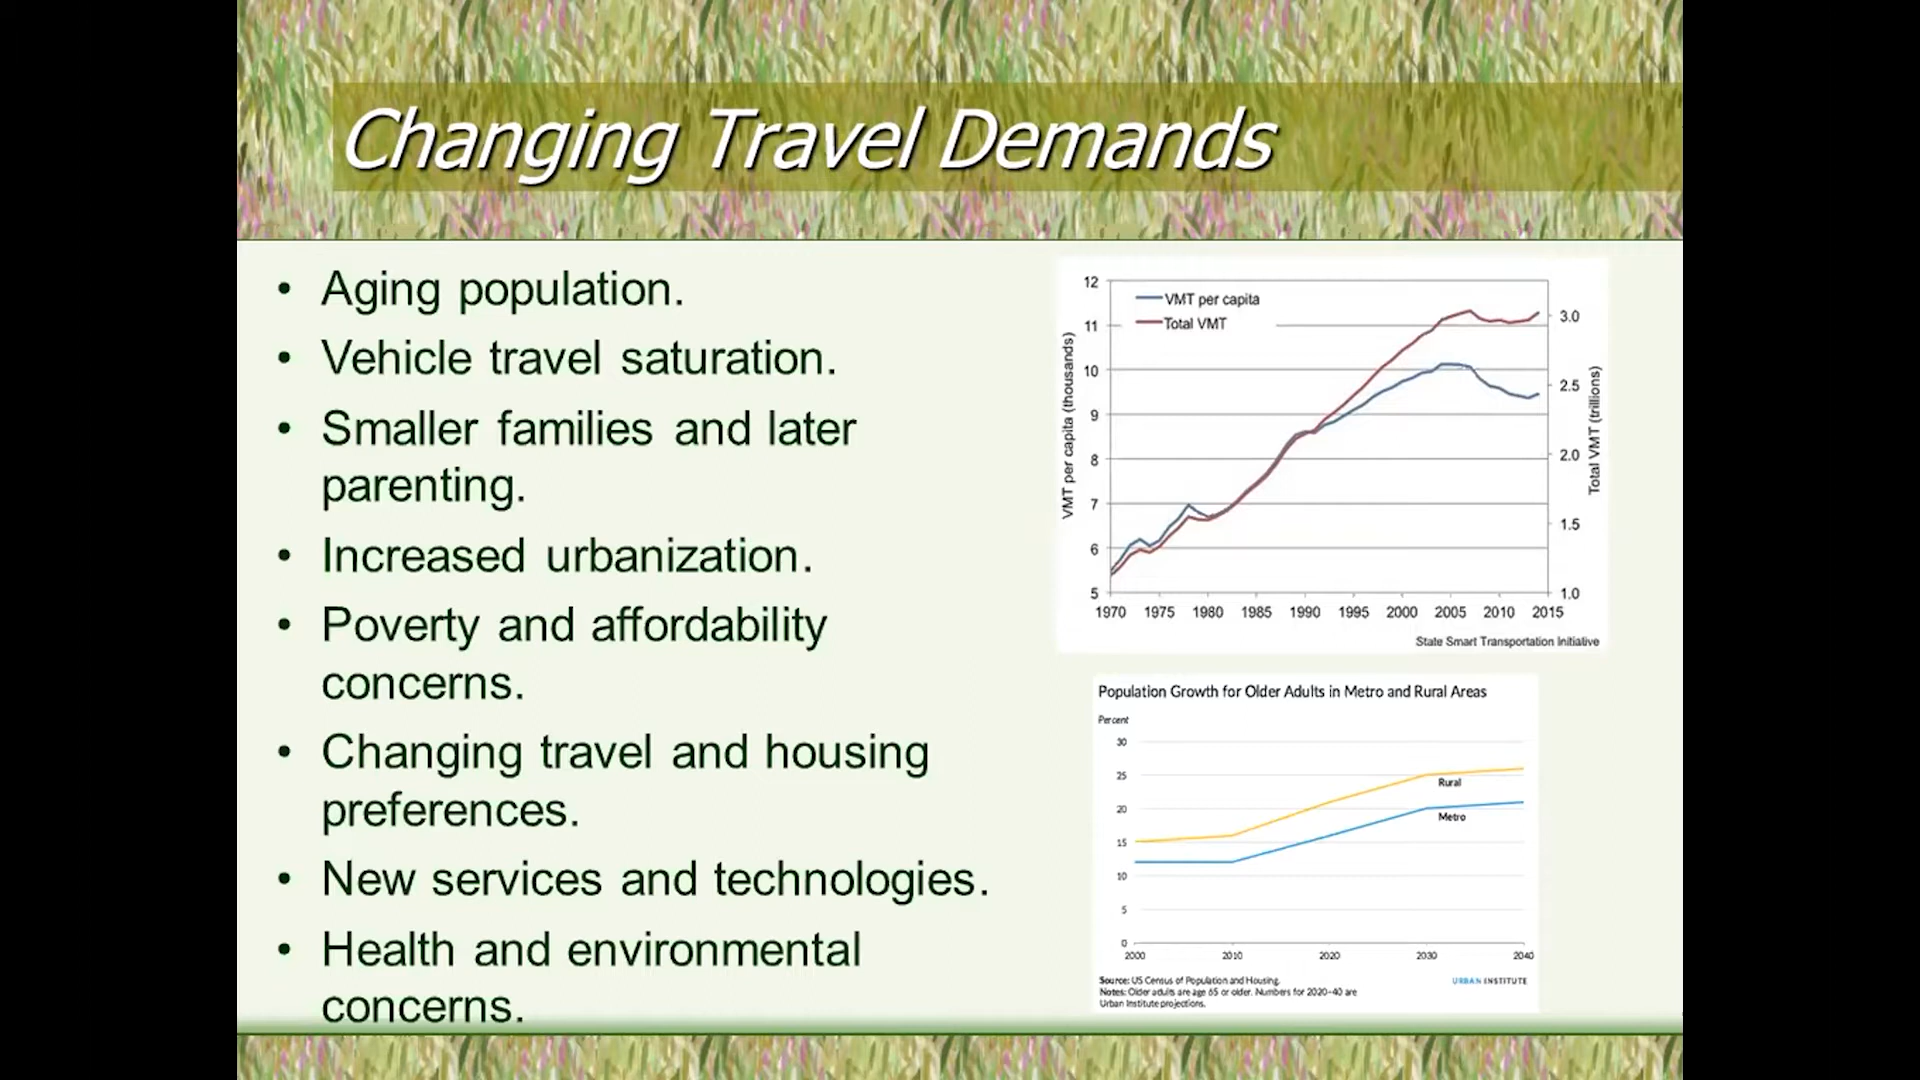 Changing Travel Demands
• Aging population.
• Vehicle travel saturation.
• Smaller families and later
parenting.
• Increased urbanization.
• Poverty and affordability
concerns.
• Changing travel and housing
preferences.
• New services and technologies.
• Health and environmental
concerns.
VMT per capita
Total VMT
VMT per capita (thousands)
12
11
10
9
8
7
6
5
3.0
2.5
2.0
1.5
1.0
Total VMT (trillions)
1970 1975 1980 1985 1990 1995 2000 2005 2010 2015
State Smart Transportation Initiative
Population Growth for Older Adults in Metro and Rural Areas
Percent
30
25
20
15
10
5
0
Rural
Metro
2000 2010 2020 2030 2040
Source: US Census of Population and Housing.
Notes: Older adults are age 65 or older. Numbers for 2020–40 are
Urban Institute projections.
URBAN INSTITUTE